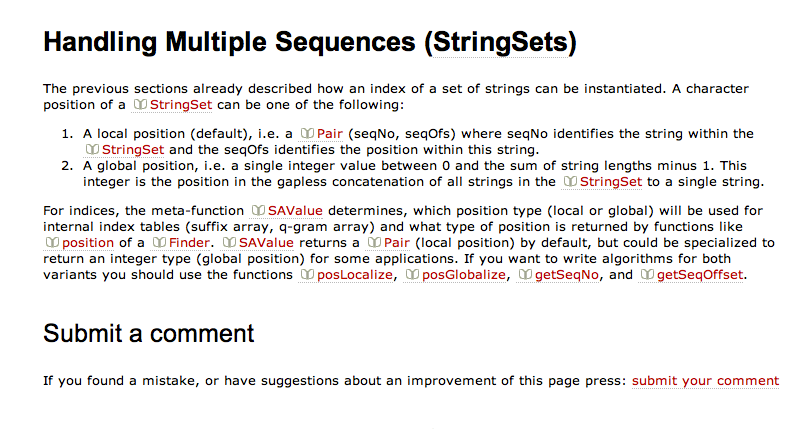 Handling Multiple Sequences (StringSets)
The previous sections already described how an index of a set of strings can be instantiated. A character
position of a StringSet can be one of the following:
1. A local position (default), i.e. a Pair (seqNo, seqOfs) where seqNo identifies the string within the
StringSet and the seqOfs identifies the position within this string.
2. A global position, i.e. a single integer value between 0 and the sum of string lengths minus 1. This
integer is the position in the gapless concatenation of all strings in the StringSet to a single string.
For indices, the meta-function SAValue determines, which position type (local or global) will be used for
internal index tables (suffix array, q-gram array) and what type of position is returned by functions like
position of a Finder. SAValue returns a Pair (local position) by default, but could be specialized to
return an integer type (global position) for some applications. If you want to write algorithms for both
variants you should use the functions posLocalize, posGlobalize, getSeqNo, and getSeqOffset.
Submit a comment
If you found a mistake, or have suggestions about an improvement of this page press: submit your comment